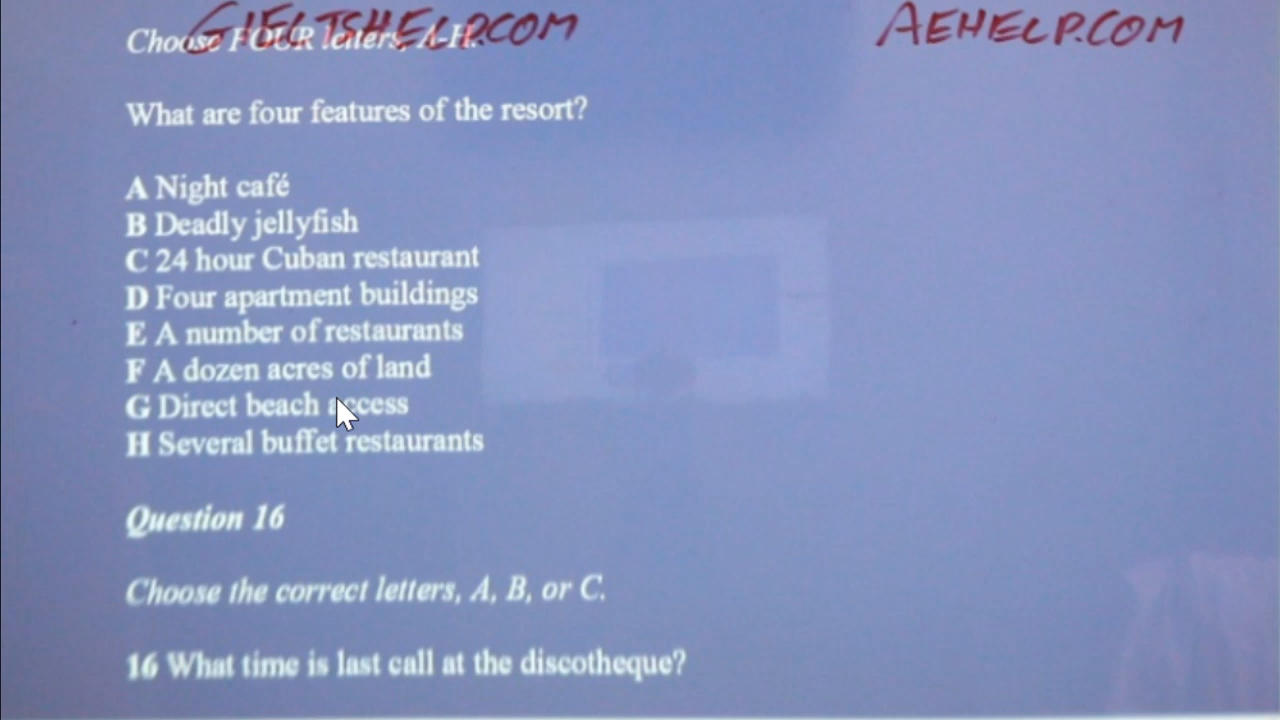 GIELTSHELP.COM AEHELP.COM
Choose FOUR letters, A-H.
What are four features of the resort?
A Night café
B Deadly jellyfish
C 24 hour Cuban restaurant
D Four apartment buildings
E A number of restaurants
F A dozen acres of land
G Direct beach access
H Several buffet restaurants
Question 16
Choose the correct letters, A, B, or C.
16 What time is last call at the discotheque?